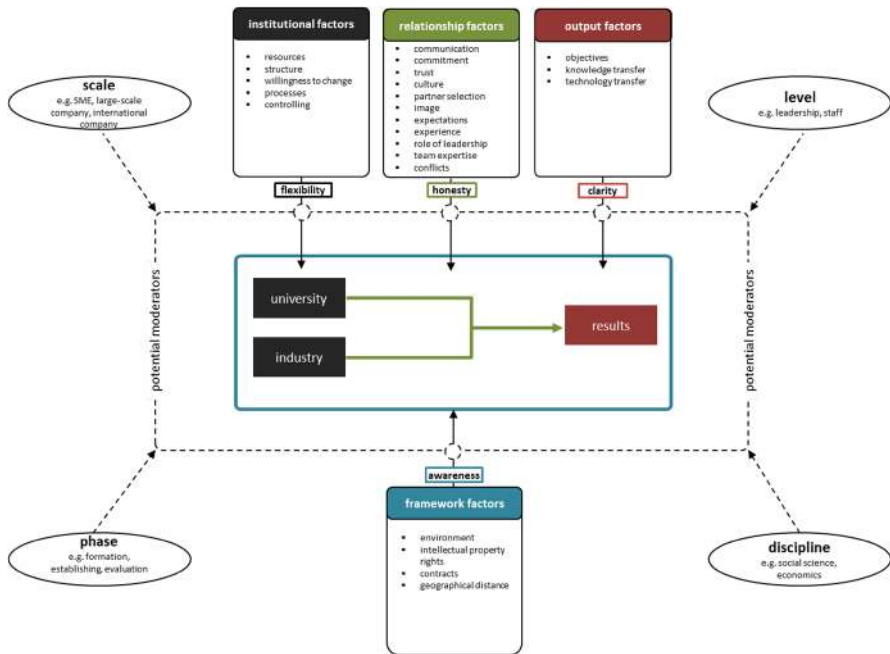 institutional factors
resources
structure
willingness to change
processes
controlling
flexibility
relationship factors
communication
commitment
trust
culture
partner selection
image
expectations
experience
role of leadership
team expertise
conflicts
honesty
output factors
objectives
knowledge transfer
technology transfer
clarity
scale
e.g. SME, large-scale
company, international
company
level
e.g. leadership, staff
potential moderators
university
industry
results
potential moderators
awareness
framework factors
environment
intellectual property
rights
contracts
geographical distance
phase
e.g. formation,
establishing, evaluation
discipline
e.g. social science,
economics